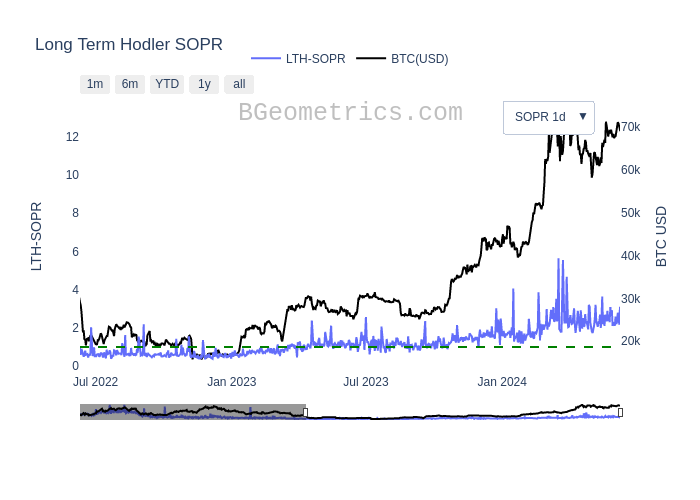 Long Term Hodler SOPR
LTH-SOPR
BTC(USD)
1m
6m
YTD
1y
all
BGeometrics.com
SOPR 1d ▼
12
10
8
6
4
2
0
LTH-SOPR
70k
60k
50k
40k
30k
20k
BTC USD
Jul 2022
Jan 2023
Jul 2023
Jan 2024